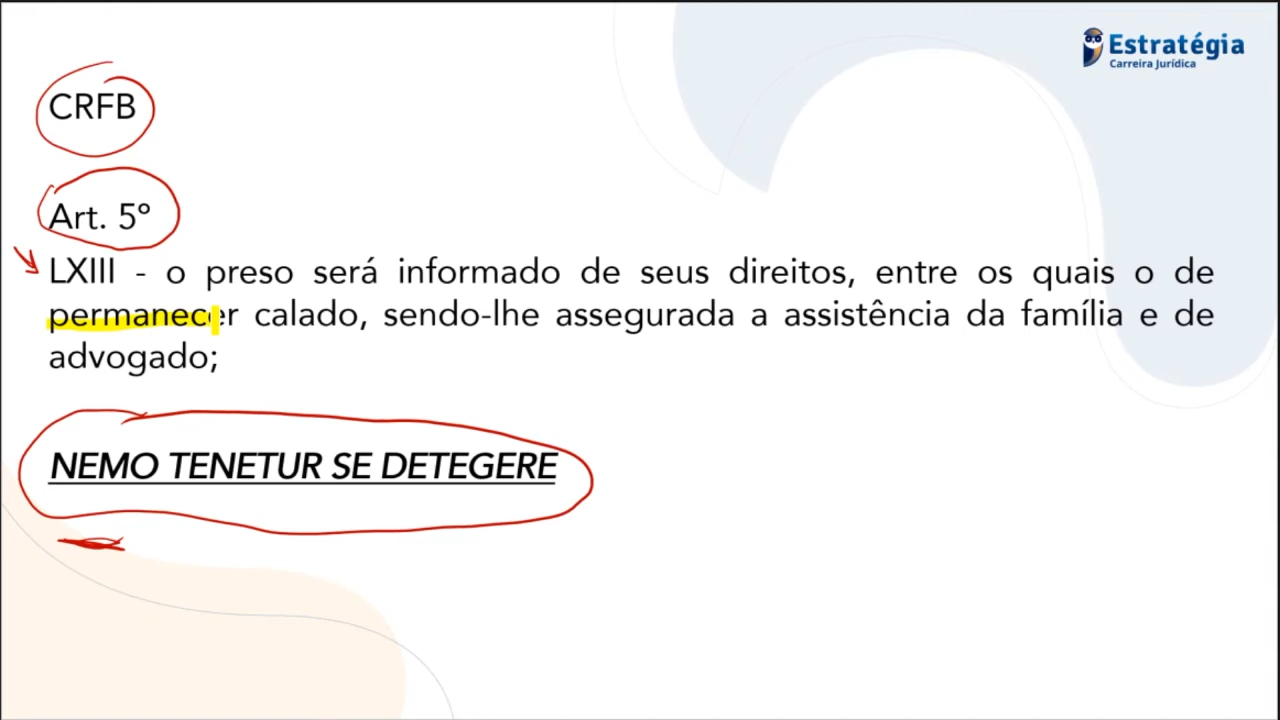 Estratégia
Carreira Jurídica
CRFB
Art. 5º
LXIII - o preso será informado de seus direitos, entre os quais o de
permanecer calado, sendo-lhe assegurada a assistência da família e de
advogado;
NEMO TENETUR SE DETEGERE